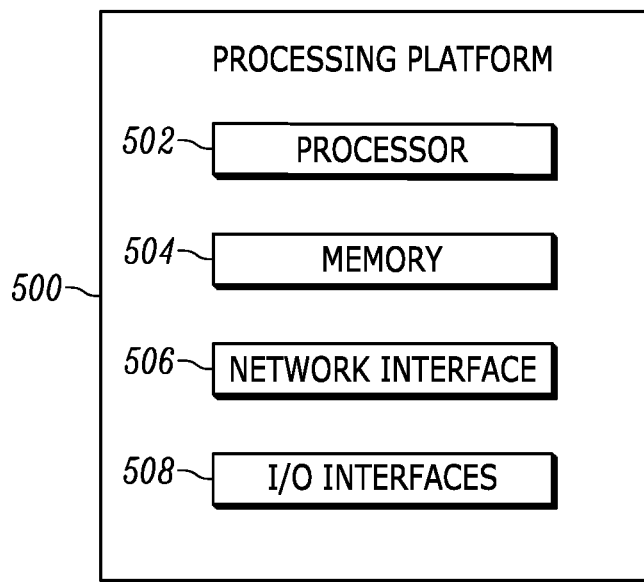 PROCESSING PLATFORM
502 PROCESSOR
504 MEMORY
500
506 NETWORK INTERFACE
508 I/O INTERFACES